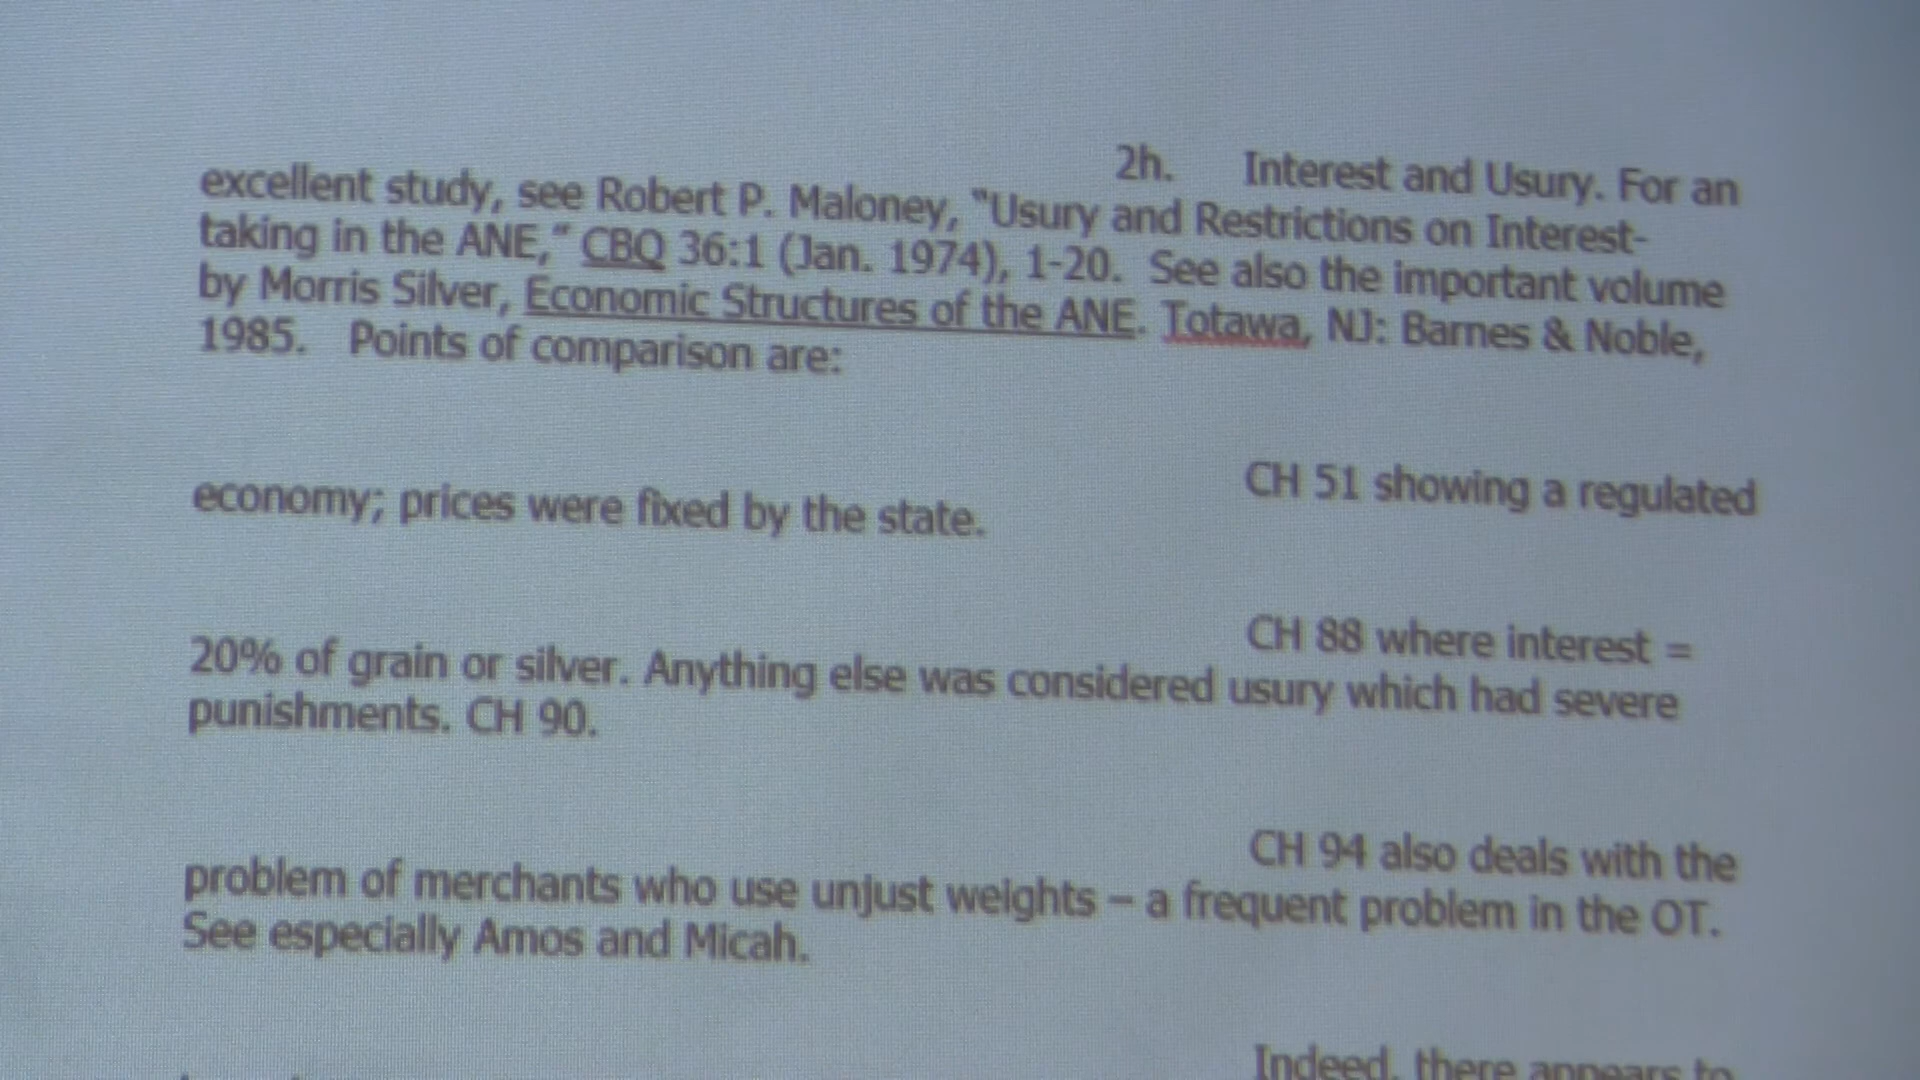 2h. Interest and Usury. For an
excellent study, see Robert P. Maloney, "Usury and Restrictions on Interest-
taking in the ANE," CBQ 36:1 (Jan. 1974), 1-20. See also the important volume
by Morris Silver, Economic Structures of the ANE. Totawa, NJ: Barnes & Noble,
1985. Points of comparison are:
CH 51 showing a regulated
economy; prices were fixed by the state.
CH 88 where interest =
20% of grain or silver. Anything else was considered usury which had severe
punishments. CH 90.
CH 94 also deals with the
problem of merchants who use unjust weights – a frequent problem in the OT.
See especially Amos and Micah.
Indeed, there appears to